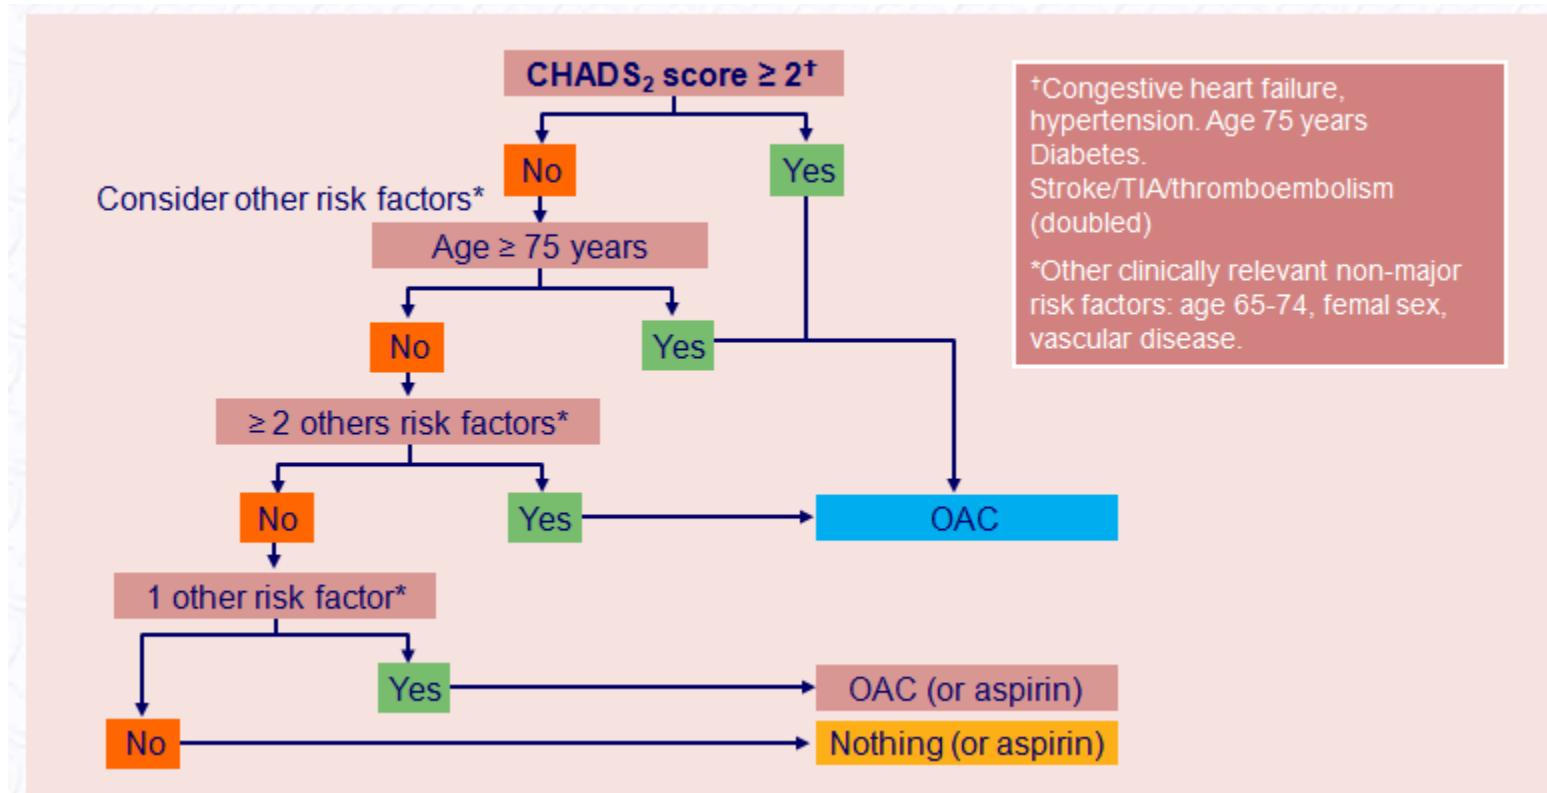 CHADS₂ score ≥ 2†
No
Yes
Consider other risk factors*
Age ≥ 75 years
No
Yes
≥ 2 others risk factors*
No
Yes
OAC
1 other risk factor*
Yes
OAC (or aspirin)
No
Nothing (or aspirin)
†Congestive heart failure,
hypertension. Age 75 years
Diabetes.
Stroke/TIA/thromboembolism
(doubled)
*Other clinically relevant non-major
risk factors: age 65-74, femal sex,
vascular disease.